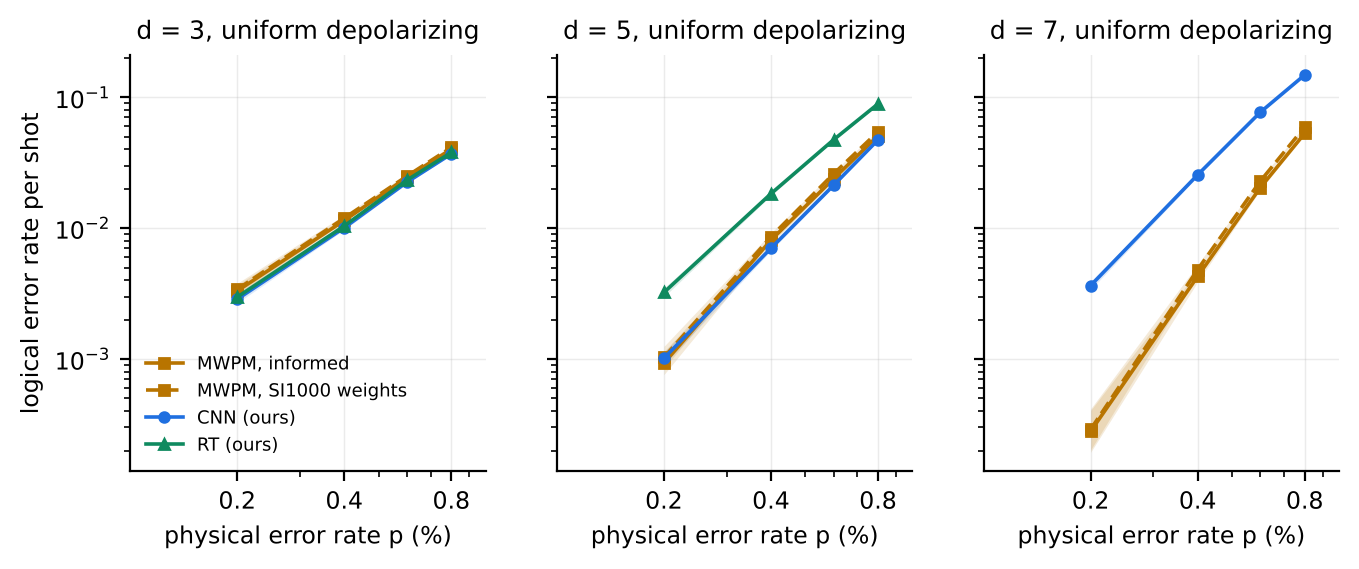 d = 3, uniform depolarizing
d = 5, uniform depolarizing
d = 7, uniform depolarizing
logical error rate per shot
10⁻¹
10⁻²
10⁻³
MWPM, informed
MWPM, SI1000 weights
CNN (ours)
RT (ours)
0.2 0.4 0.8
0.2 0.4 0.8
0.2 0.4 0.8
physical error rate p (%)
physical error rate p (%)
physical error rate p (%)